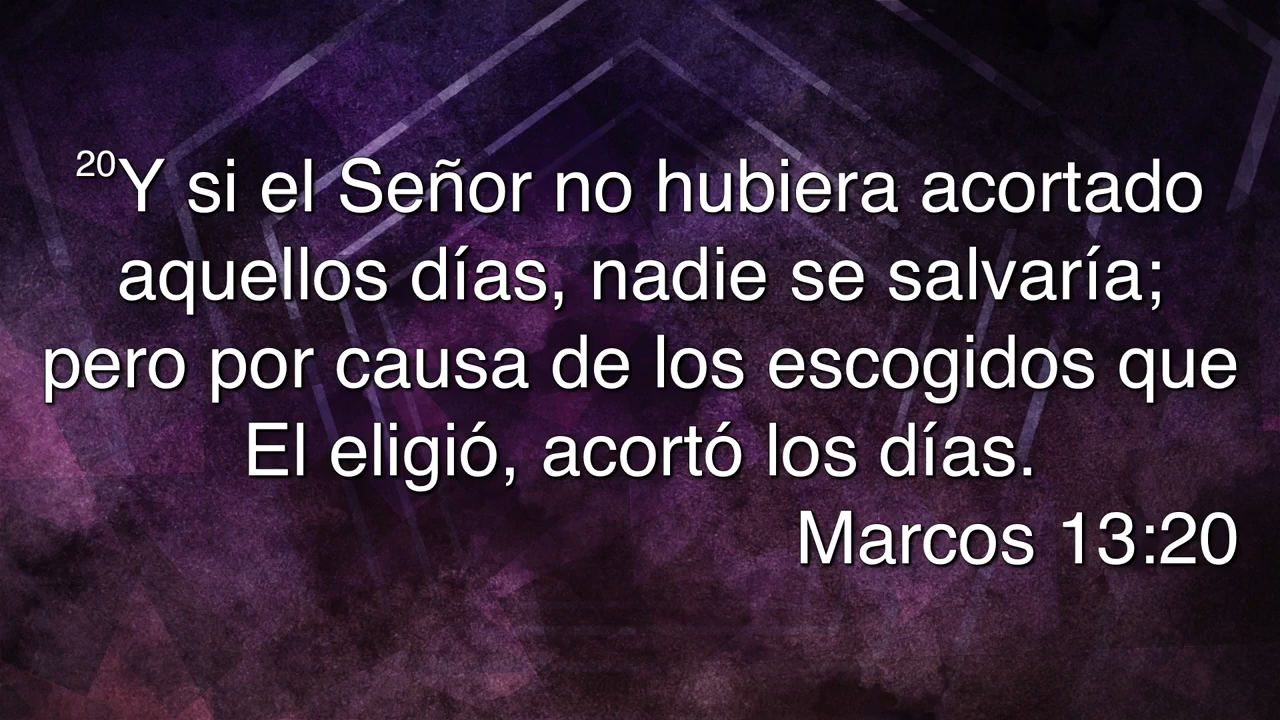 20Y si el Señor no hubiera acortado
aquellos días, nadie se salvaría;
pero por causa de los escogidos que
El eligió, acortó los días.
Marcos 13:20